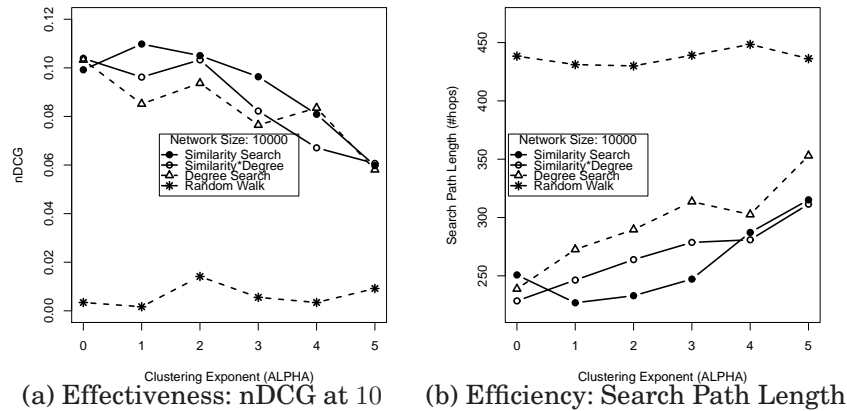 0.12
0.10
0.08
0.06
0.04
0.02
0.00
nDCG
Network Size: 10000
Similarity Search
Similarity*Degree
Degree Search
Random Walk
0 1 2 3 4 5
Clustering Exponent (ALPHA)
(a) Effectiveness: nDCG at 10
450
400
350
300
250
Search Path Length (#hops)
Network Size: 10000
Similarity Search
Similarity*Degree
Degree Search
Random Walk
0 1 2 3 4 5
Clustering Exponent (ALPHA)
(b) Efficiency: Search Path Length